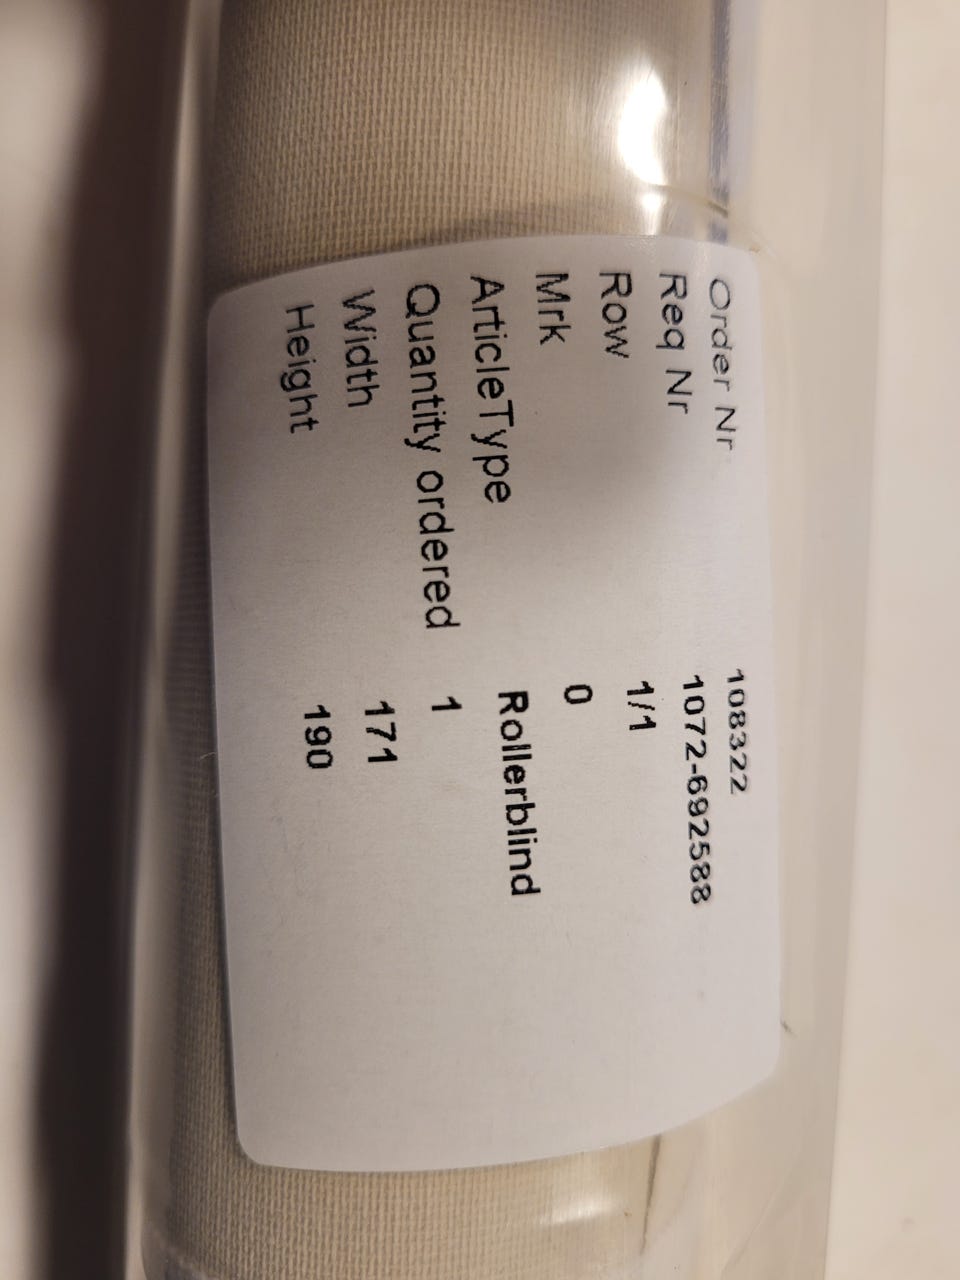 Order Nr 108322
Req Nr 1072-692588
Row 1/1
Mrk 0
ArticleType Rollerblind
Quantity ordered 1
Width 171
Height 190